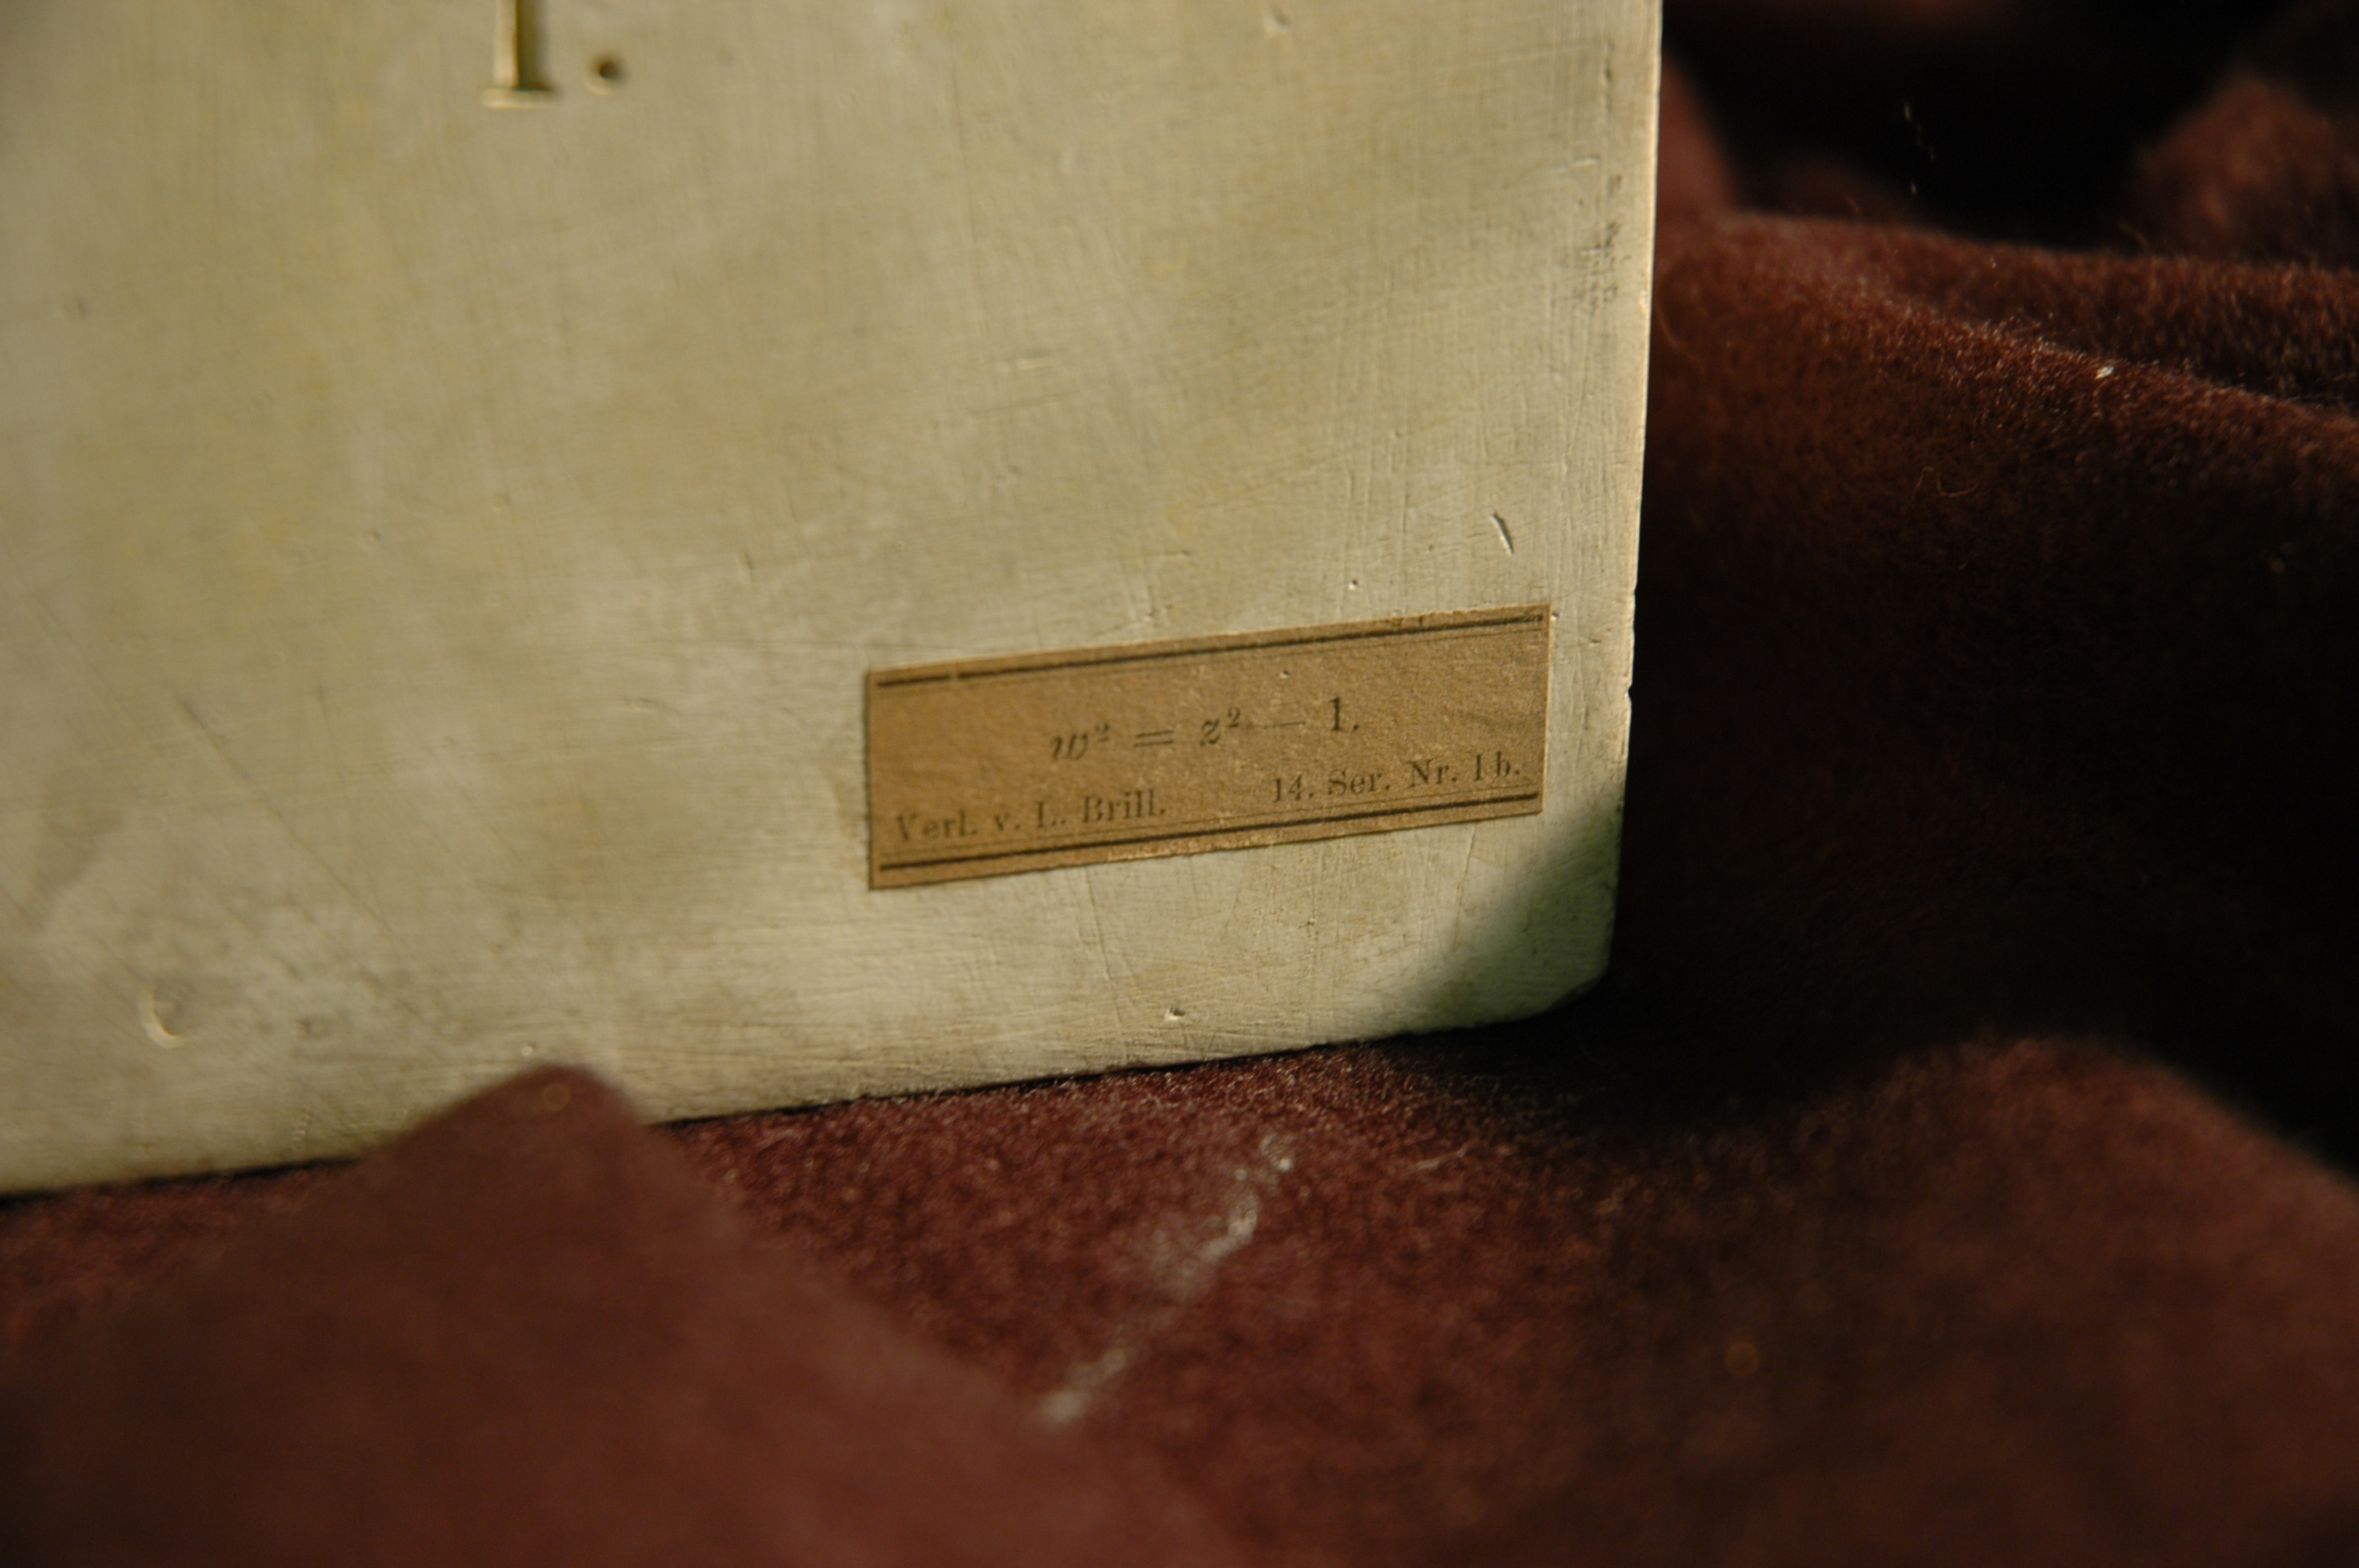 I.
w² = z² — 1.
Verl. v. L. Brill. 14. Ser. Nr. 1b.